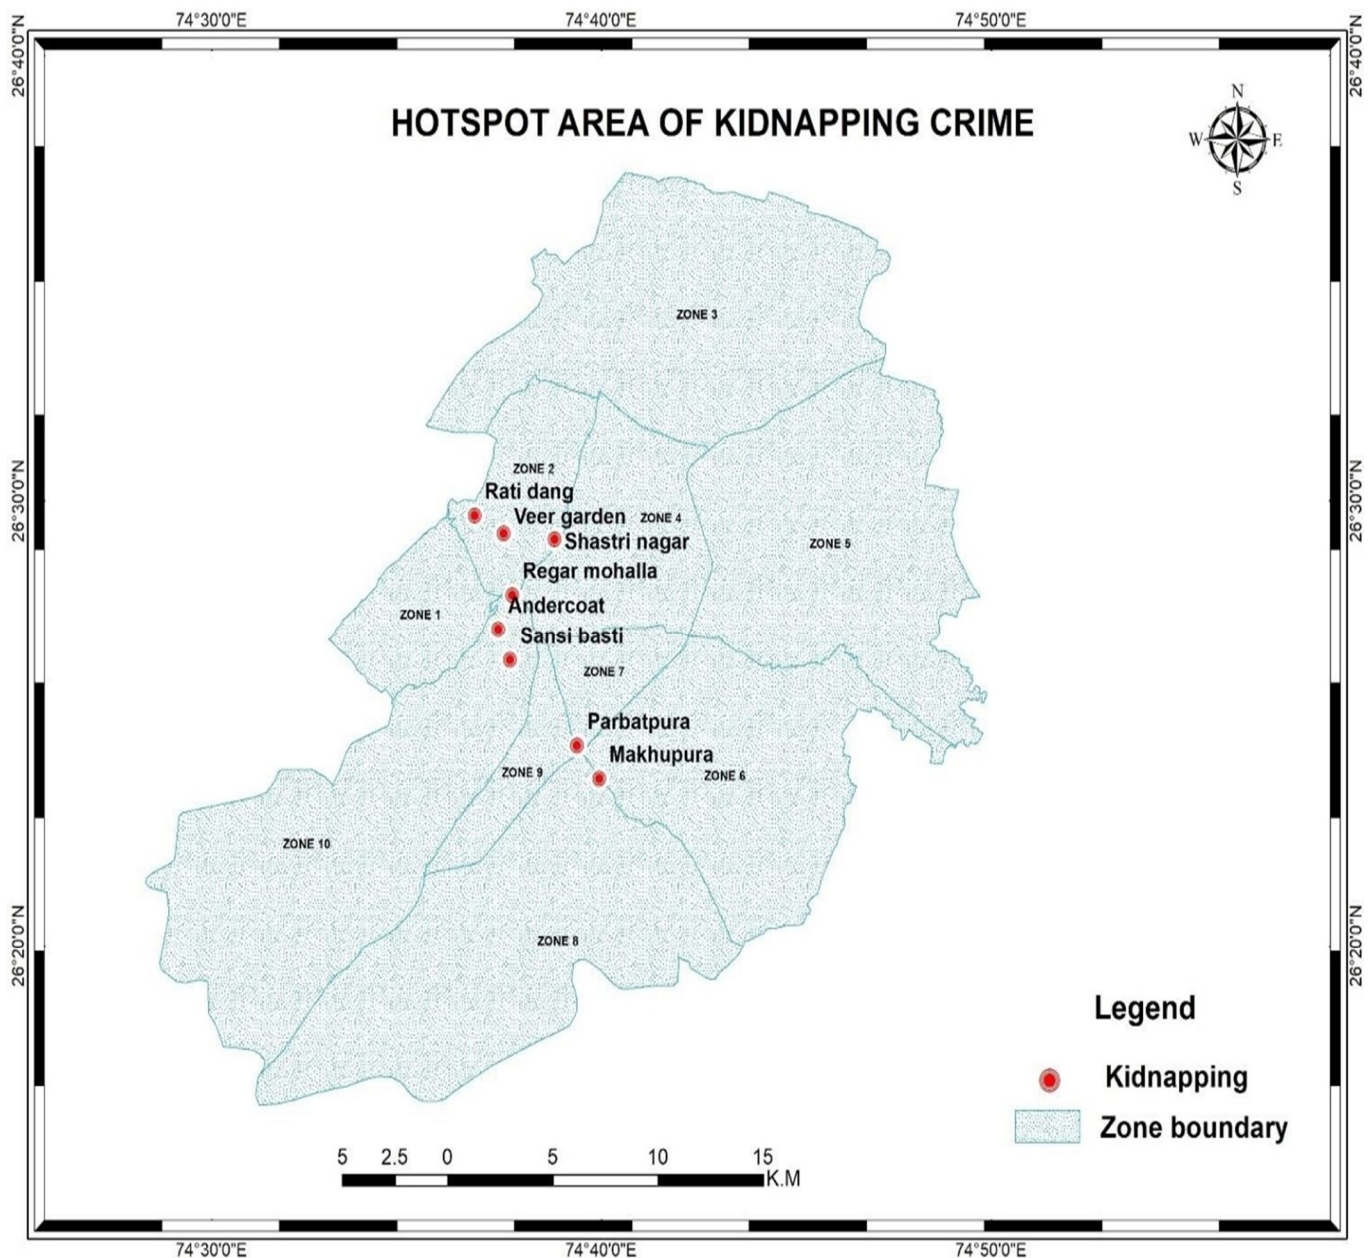 74°30'0"E 74°40'0"E 74°50'0"E
26°40'0"N 26°40'0"N
HOTSPOT AREA OF KIDNAPPING CRIME
N
W E
S
ZONE 3
ZONE 2
26°30'0"N 26°30'0"N
Rati dang
Veer garden ZONE 4
Shastri nagar ZONE 5
Regar mohalla
Andercoat
ZONE 1
Sansi basti
ZONE 7
Parbatpura
Makhupura
ZONE 9 ZONE 6
ZONE 10
ZONE 8
26°20'0"N 26°20'0"N
Legend
Kidnapping
Zone boundary
5 2.5 0 5 10 15
K.M
74°30'0"E 74°40'0"E 74°50'0"E